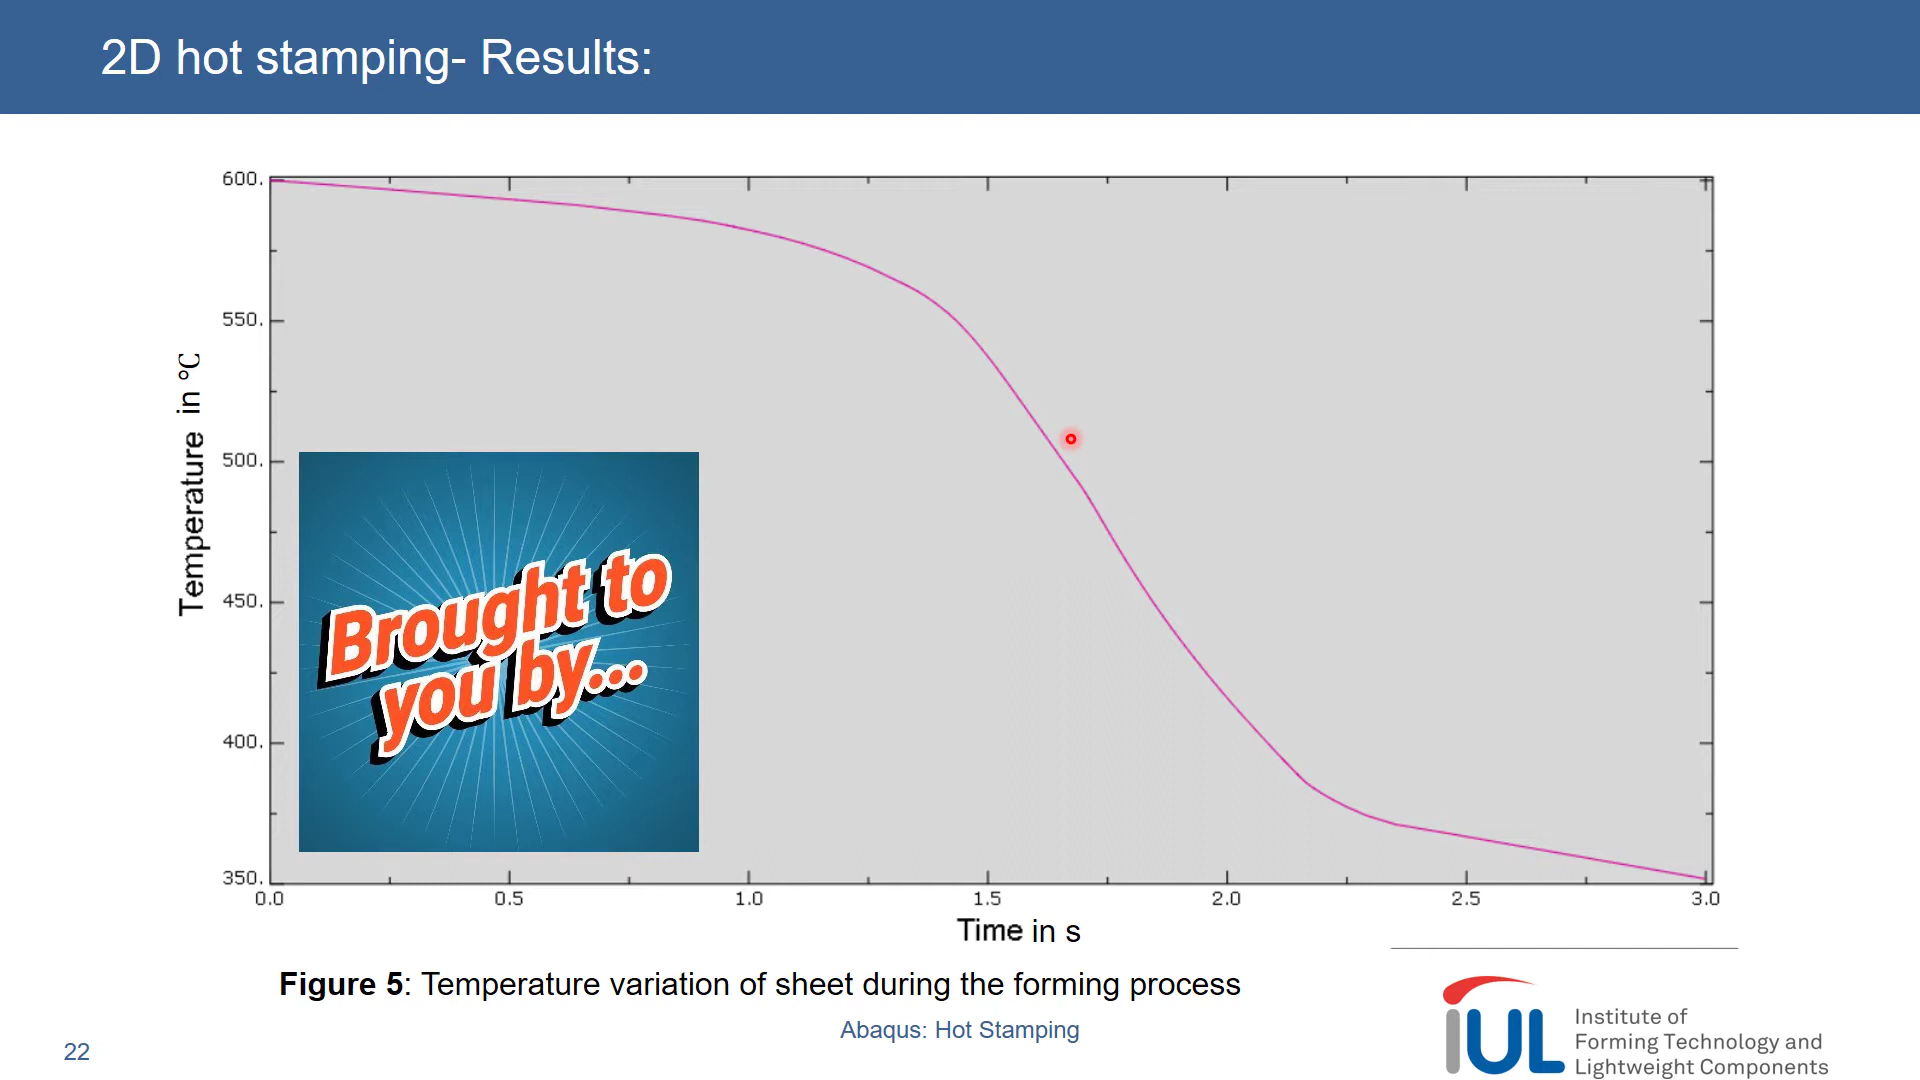 2D hot stamping- Results:
600.
550.
500.
450.
400.
350.
Temperature in °C
Brought to
you by...
0.0 0.5 1.0 1.5 2.0 2.5 3.0
Time in s
Figure 5: Temperature variation of sheet during the forming process
Abaqus: Hot Stamping
22
iUL
Institute of
Forming Technology and
Lightweight Components